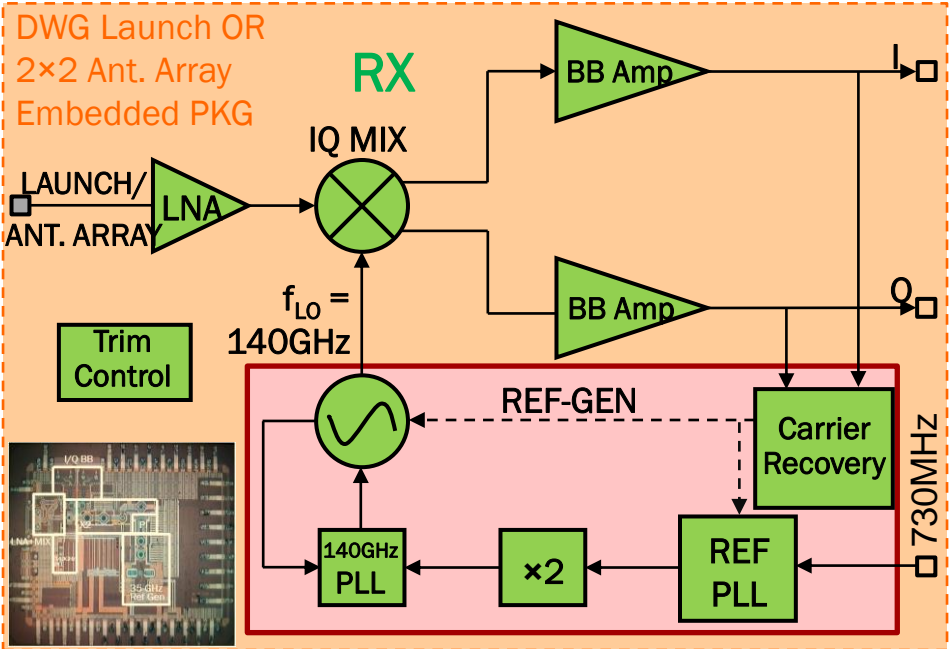 DWG Launch OR
2×2 Ant. Array
Embedded PKG
RX
IQ MIX
BB Amp
I
LAUNCH/
ANT. ARRAY
LNA
BB Amp
Q
fLO =
140GHz
Trim
Control
REF-GEN
Carrier
Recovery
730MHz
140GHz
PLL
×2
REF
PLL
I/Q BB
LNA+MIX
X2
35 GHz
Ref Gen